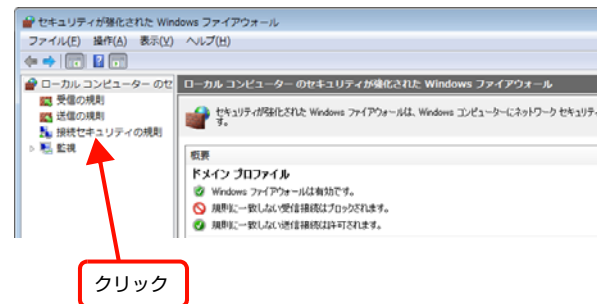 セキュリティが強化された Windows ファイアウォール
ファイル(F) 操作(A) 表示(V) ヘルプ(H)
ローカル コンピューター のセ
受信の規則
送信の規則
接続セキュリティの規則
監視
ローカル コンピューター のセキュリティが強化された Windows ファイアウォール
セキュリティが強化された Windows ファイアウォールは、Windows コンピューターにネットワーク セキュリテ
す。
概要
ドメイン プロファイル
Windows ファイアウォールは有効です。
規則に一致しない受信接続はブロックされます。
規則に一致しない送信接続は許可されます。
クリック